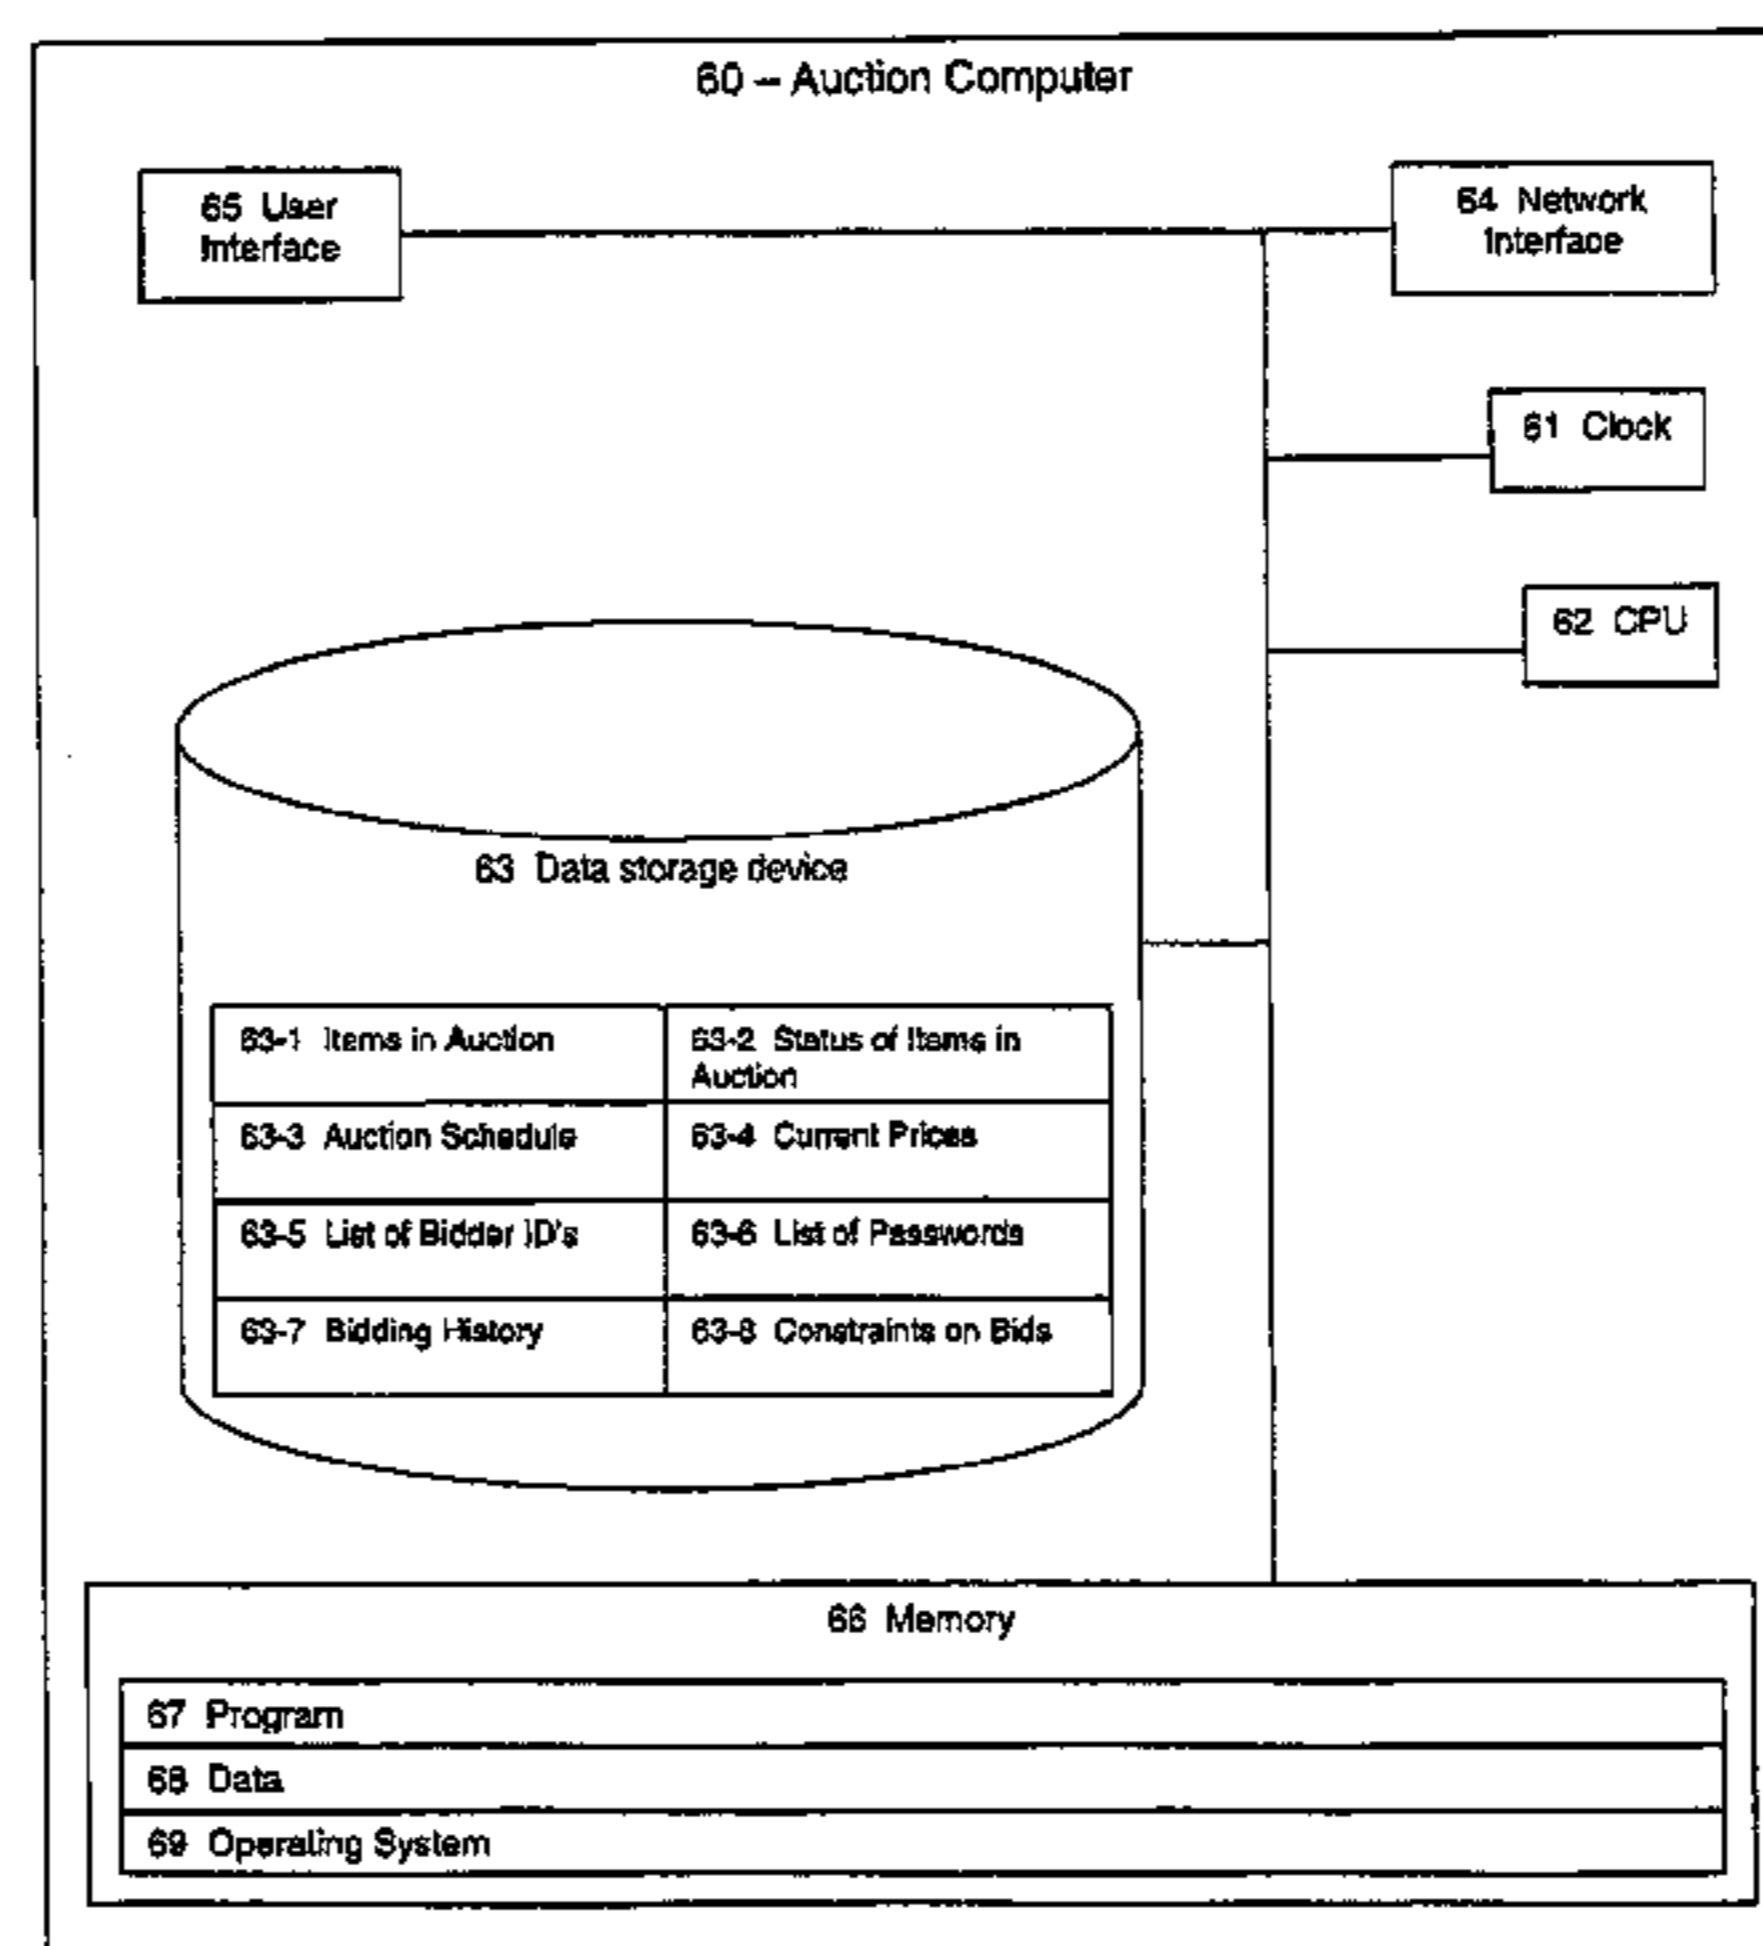 60 – Auction Computer
65 User
Interface
64 Network
Interface
61 Clock
62 CPU
63 Data storage device
63-1 Items in Auction
63-2 Status of Items in
Auction
63-3 Auction Schedule
63-4 Current Prices
63-5 List of Bidder ID's
63-6 List of Passwords
63-7 Bidding History
63-8 Constraints on Bids
66 Memory
67 Program
68 Data
69 Operating System